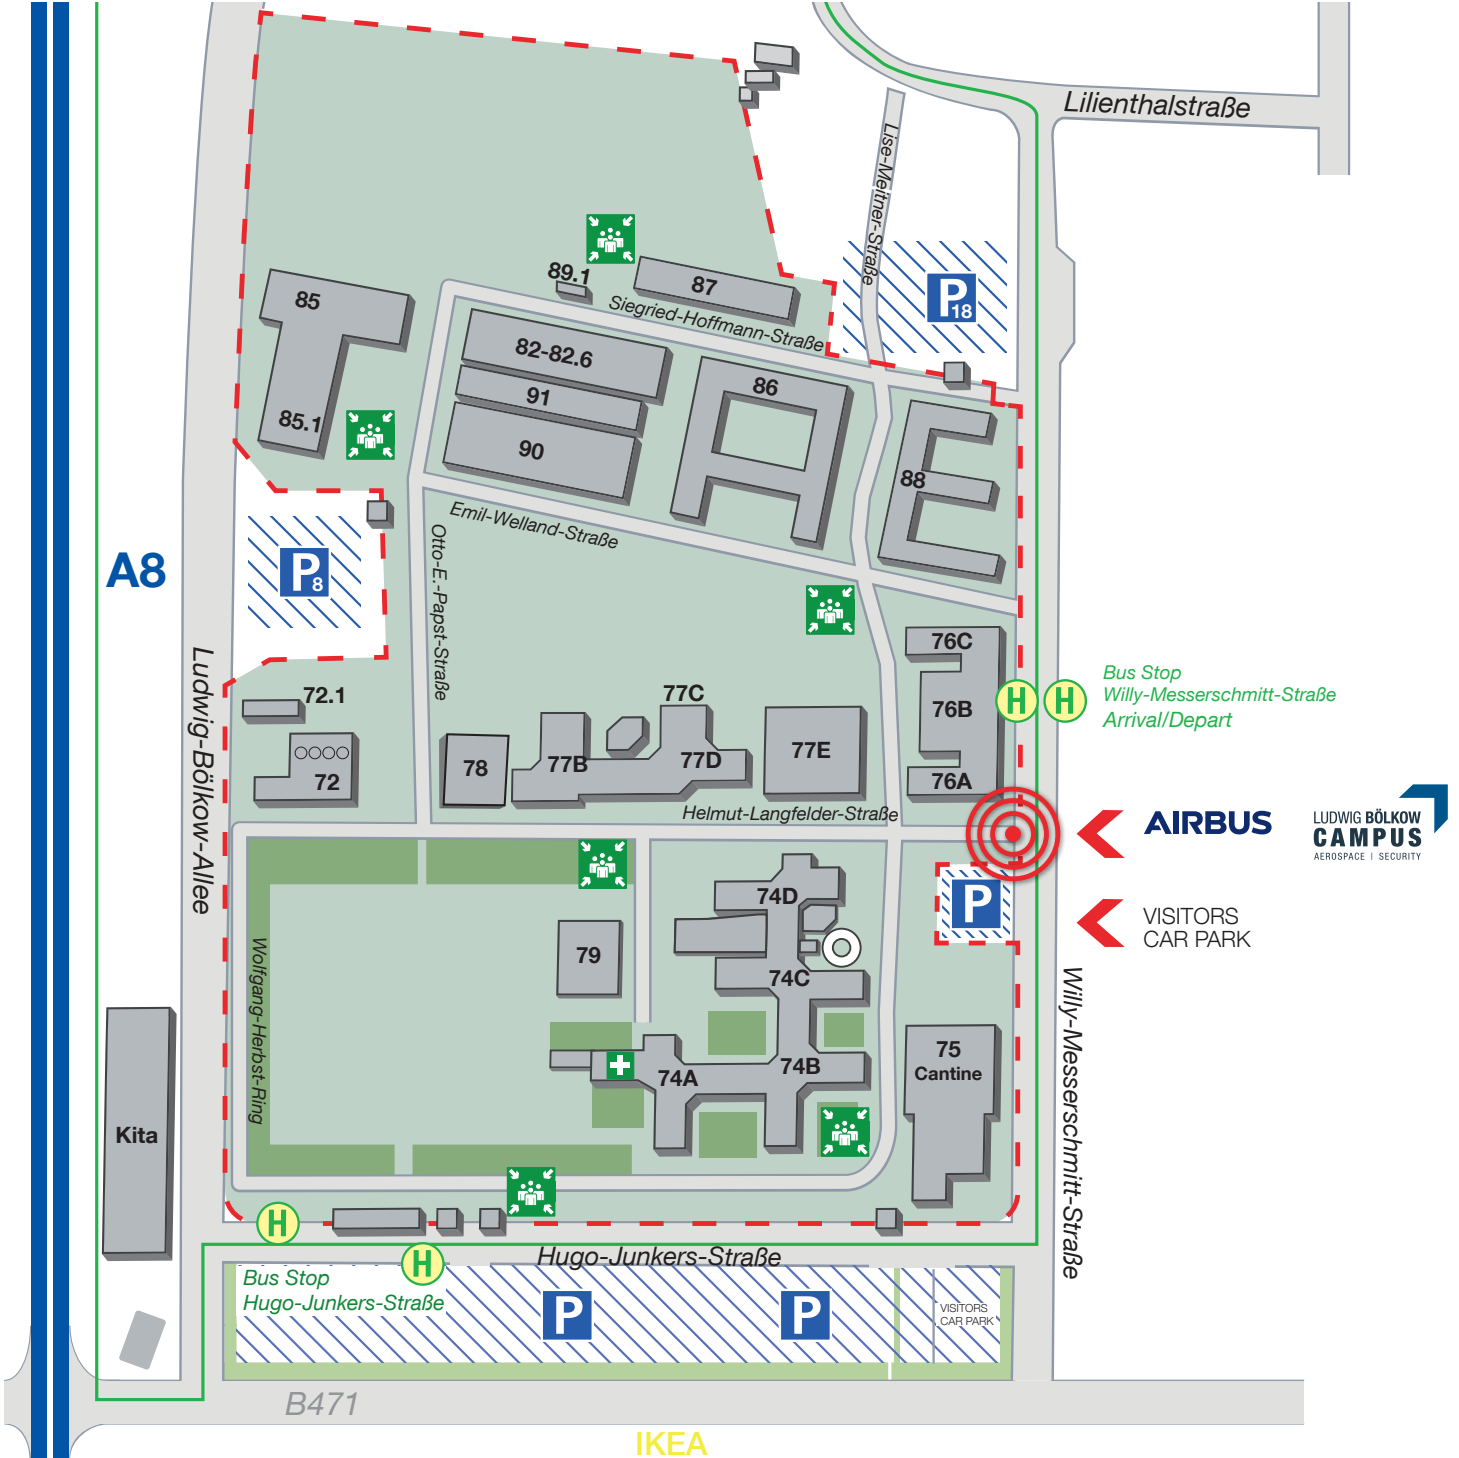 Lilienthalstraße
Lise-Meitner-Straße
P18
89.1
87
85
Siegried-Hoffmann-Straße
82-82.6
86
91
85.1
90
88
Emil-Welland-Straße
Otto-E.-Papst-Straße
A8
P8
76C
72.1
77C
76B
H
H
Bus Stop
Willy-Messerschmitt-Straße
Arrival/Depart
Ludwig-Bölkow-Allee
77E
77B
77D
78
72
76A
Helmut-Langfelder-Straße
AIRBUS
LUDWIG BÖLKOW
CAMPUS
AEROSPACE | SECURITY
74D
P
VISITORS
CAR PARK
79
74C
Wolfgang-Herbst-Ring
Willy-Messerschmitt-Straße
75
Cantine
74B
74A
Kita
H
Hugo-Junkers-Straße
H
Bus Stop
Hugo-Junkers-Straße
P
P
VISITORS
CAR PARK
B471
IKEA